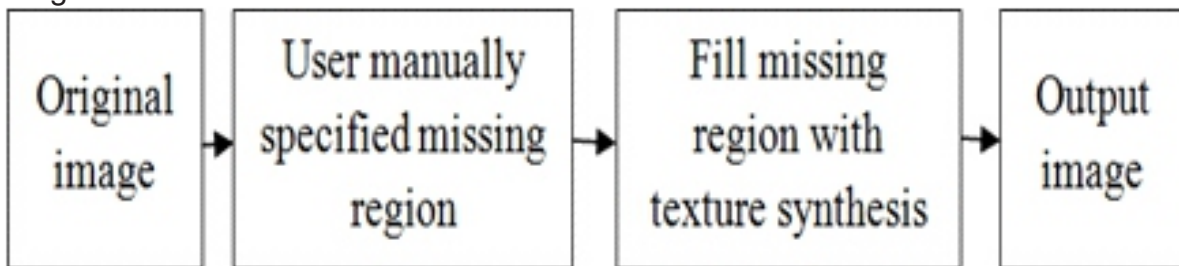 Original
image
User manually
specified missing
region
Fill missing
region with
texture synthesis
Output
image